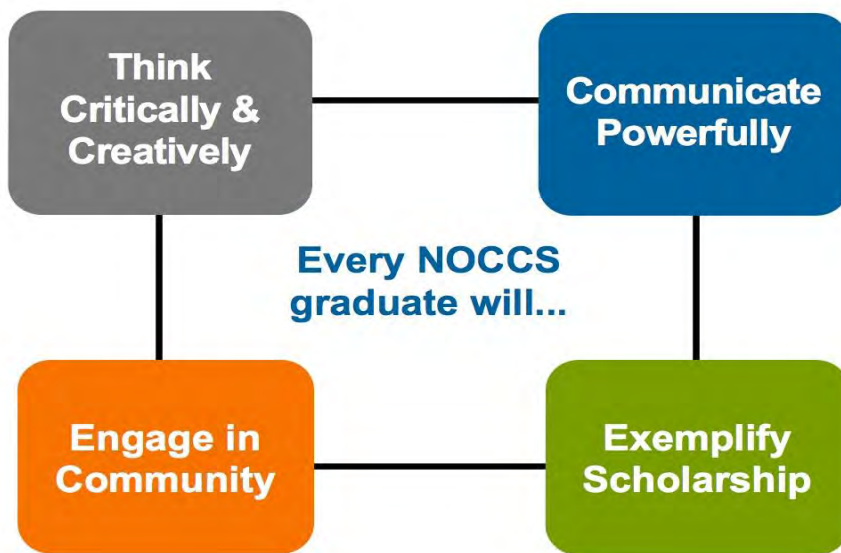 Think
Critically &
Creatively
Communicate
Powerfully
Every NOCCS
graduate will...
Engage in
Community
Exemplify
Scholarship